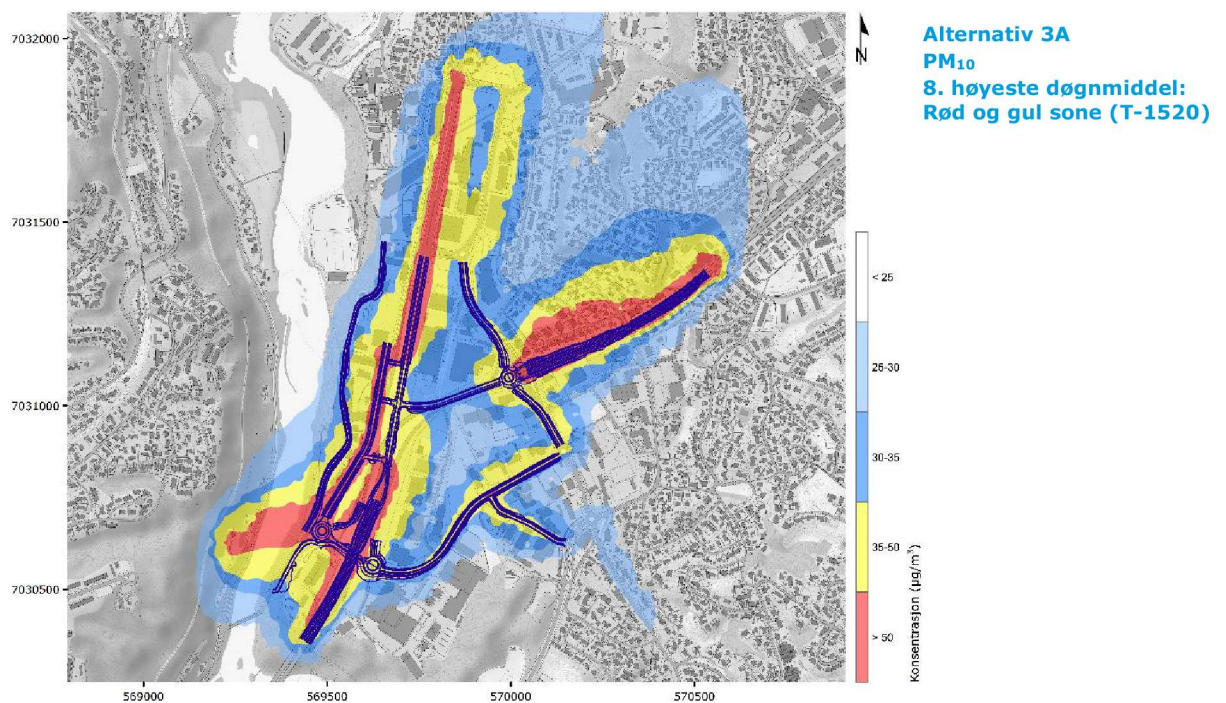 Alternativ 3A
PM₁₀
8. høyeste døgnmiddel:
Rød og gul sone (T-1520)
N
7032000
7031500
7031000
7030500
569000
569500
570000
570500
< 25
26-30
30-35
35-50
> 50
Konsentrasjon (µg/m³)